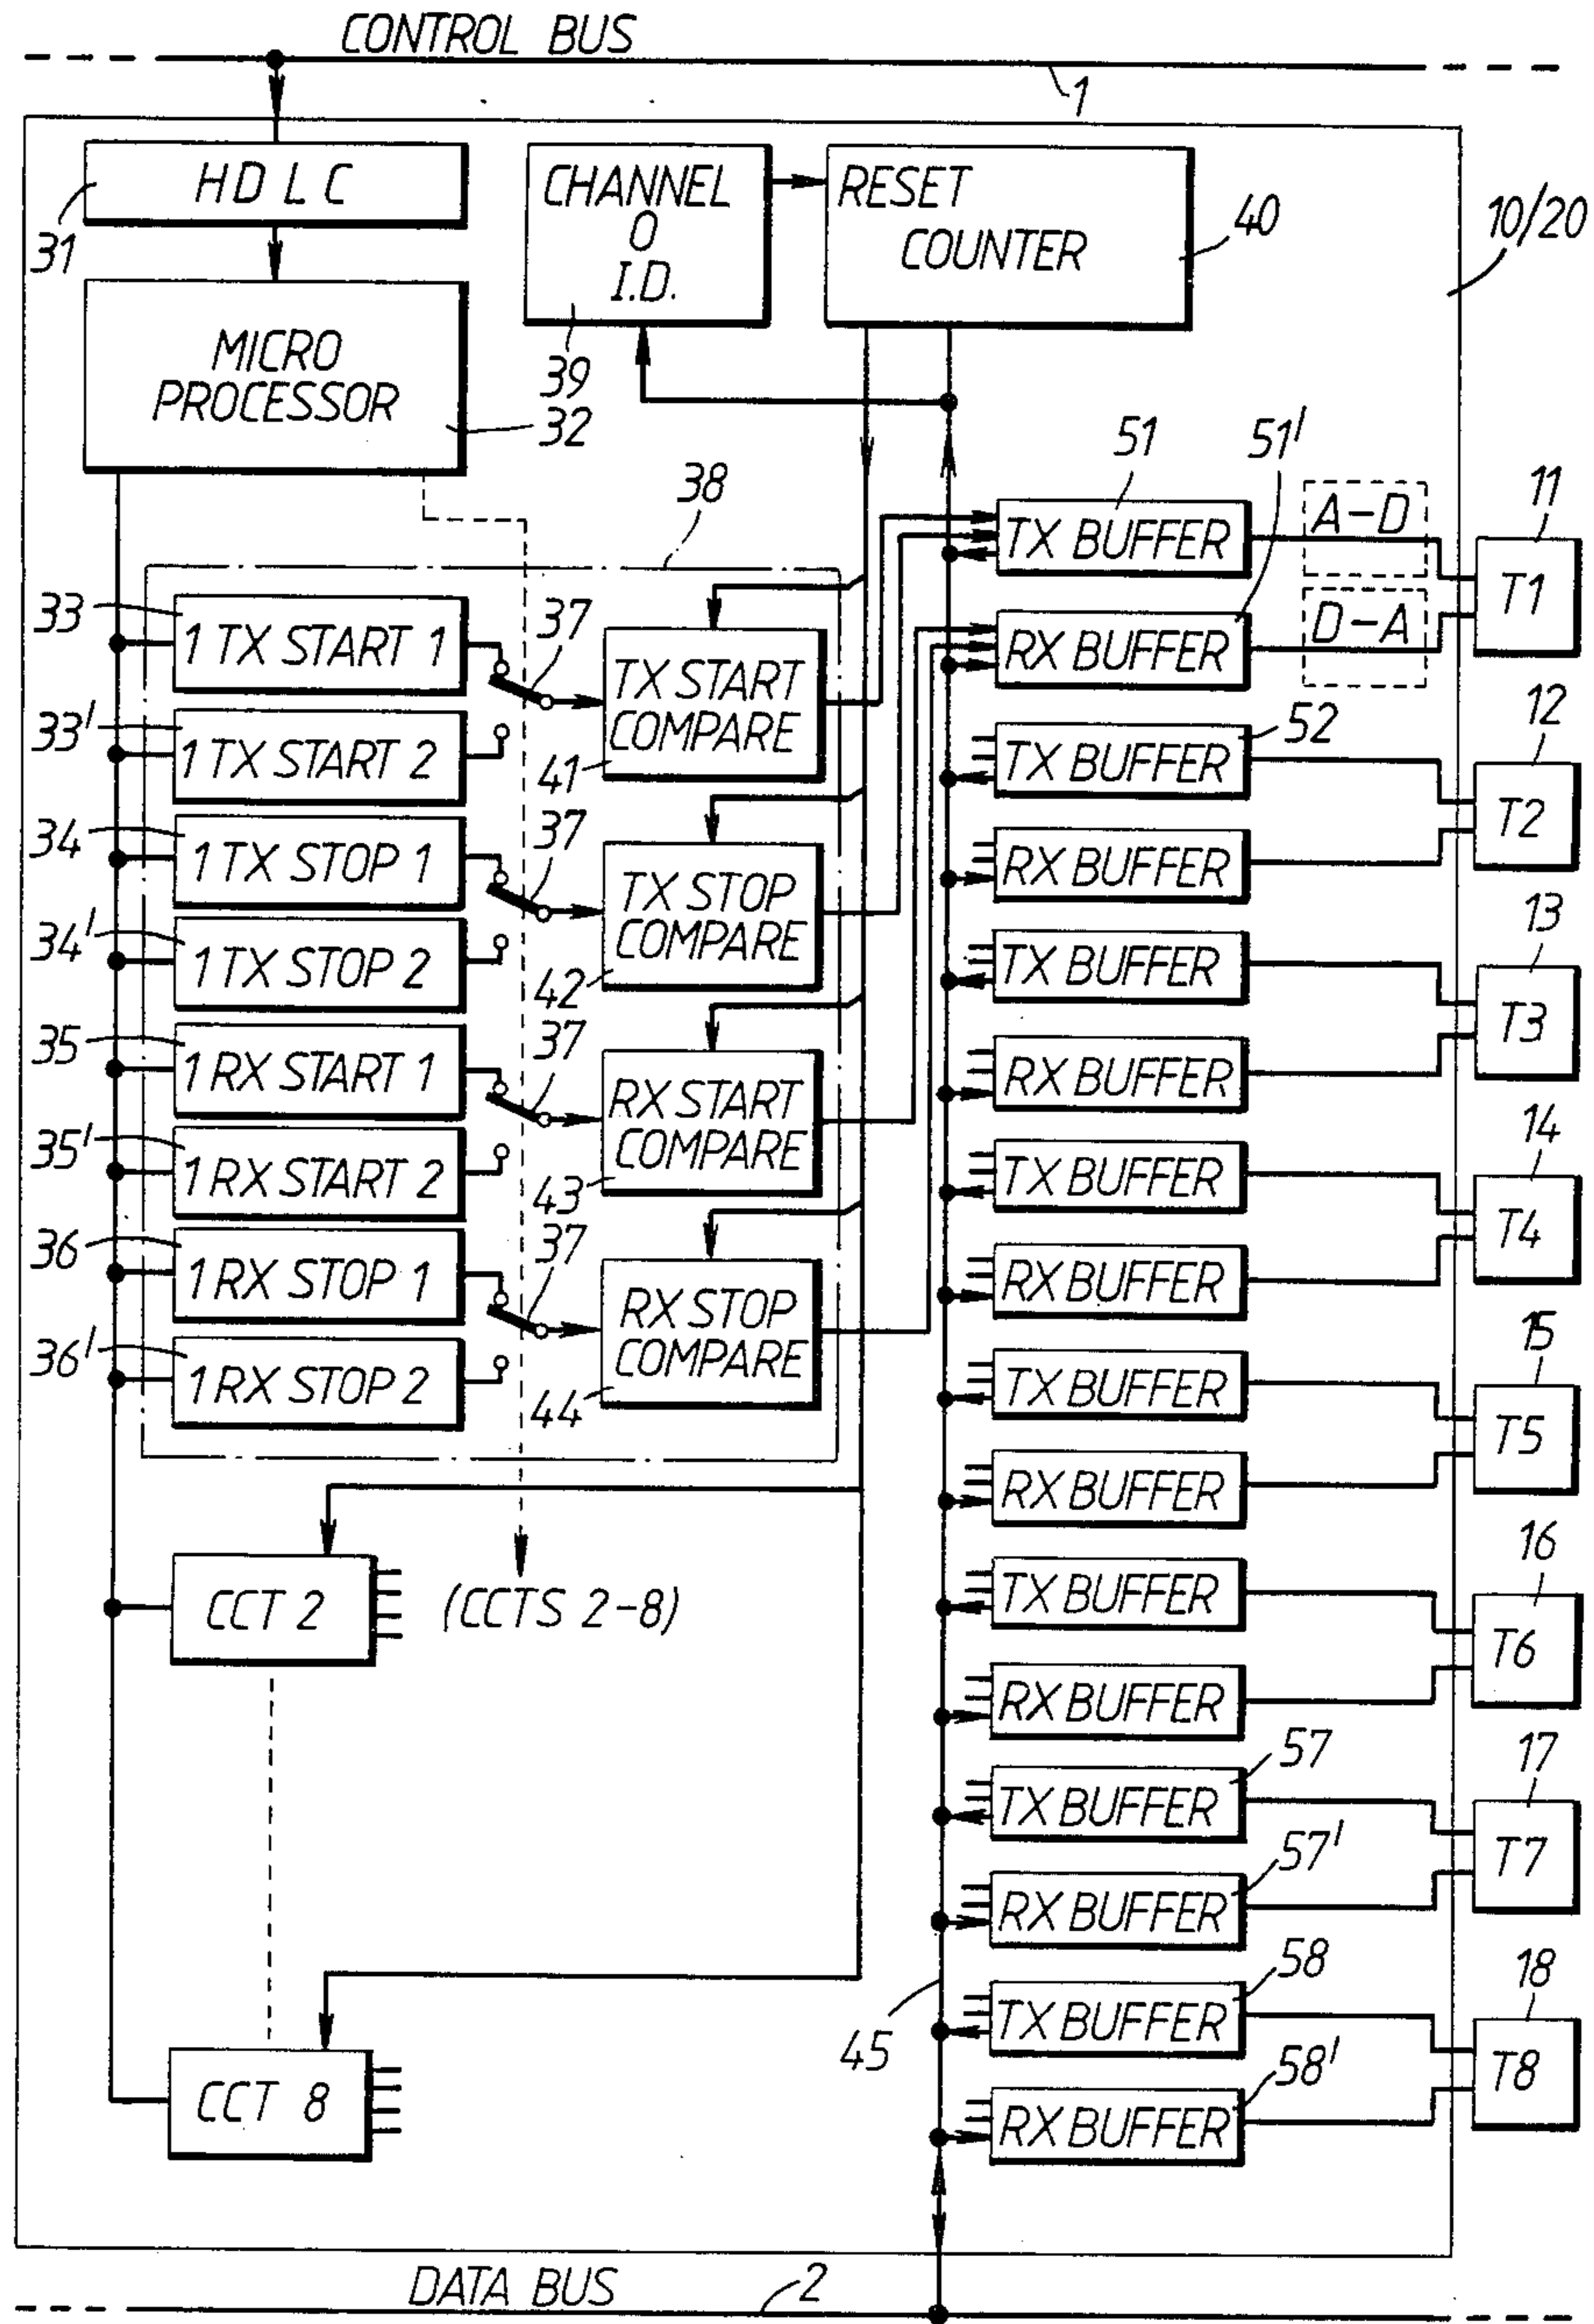 CONTROL BUS
1
HDLC
31
CHANNEL
0
I.D.
39
RESET
COUNTER
40
10/20
MICRO
PROCESSOR
32
38
51
51'
TX BUFFER
A-D
11
T1
RX BUFFER
D-A
33
1 TX START 1
37
TX START
COMPARE
41
33'
1 TX START 2
52
TX BUFFER
12
T2
RX BUFFER
34
1 TX STOP 1
37
TX STOP
COMPARE
42
34'
1 TX STOP 2
TX BUFFER
13
T3
RX BUFFER
35
1 RX START 1
37
RX START
COMPARE
43
35'
1 RX START 2
TX BUFFER
14
T4
RX BUFFER
36
1 RX STOP 1
37
RX STOP
COMPARE
44
36'
1 RX STOP 2
TX BUFFER
15
T5
RX BUFFER
CCT 2
(CCTS 2-8)
TX BUFFER
16
T6
RX BUFFER
57
TX BUFFER
17
T7
57'
RX BUFFER
58
TX BUFFER
18
T8
45
58'
RX BUFFER
CCT 8
DATA BUS
2